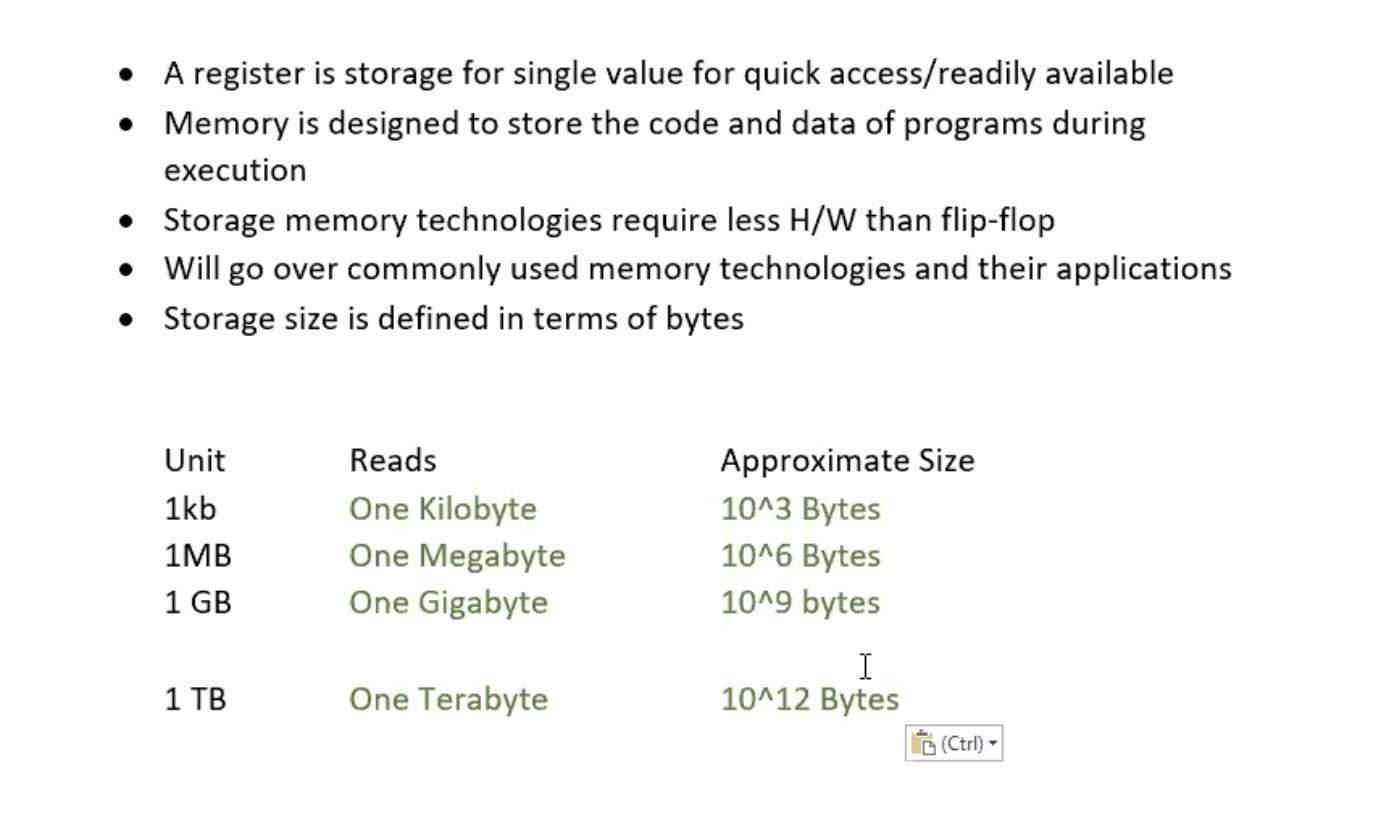 • A register is storage for single value for quick access/readily available
• Memory is designed to store the code and data of programs during
execution
• Storage memory technologies require less H/W than flip-flop
• Will go over commonly used memory technologies and their applications
• Storage size is defined in terms of bytes
Unit Reads Approximate Size
1kb One Kilobyte 10^3 Bytes
1MB One Megabyte 10^6 Bytes
1 GB One Gigabyte 10^9 bytes
1 TB One Terabyte 10^12 Bytes
(Ctrl)